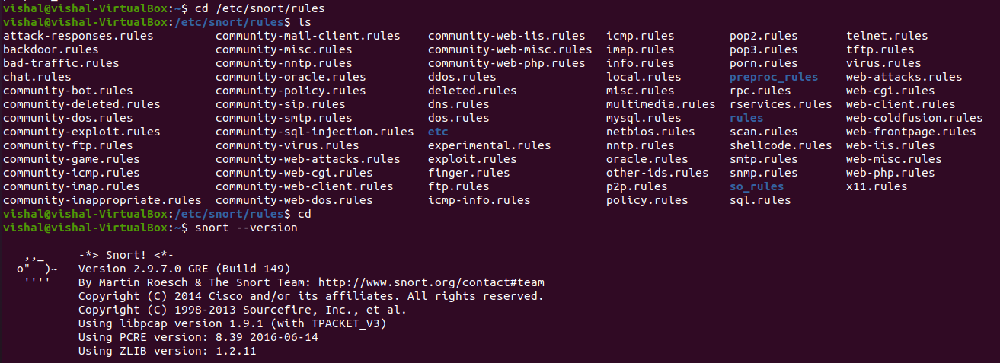 vishal@vishal-VirtualBox:~$ cd /etc/snort/rules
vishal@vishal-VirtualBox:/etc/snort/rules$ ls
attack-responses.rules community-mail-client.rules community-web-iis.rules icmp.rules pop2.rules telnet.rules
backdoor.rules community-misc.rules community-web-misc.rules imap.rules pop3.rules tftp.rules
bad-traffic.rules community-nntp.rules community-web-php.rules info.rules porn.rules virus.rules
chat.rules community-oracle.rules ddos.rules local.rules preproc_rules web-attacks.rules
community-bot.rules community-policy.rules deleted.rules misc.rules rpc.rules web-cgi.rules
community-deleted.rules community-sip.rules dns.rules multimedia.rules rservices.rules web-client.rules
community-dos.rules community-smtp.rules dos.rules mysql.rules rules web-coldfusion.rules
community-exploit.rules community-sql-injection.rules etc netbios.rules scan.rules web-frontpage.rules
community-ftp.rules community-virus.rules experimental.rules nntp.rules shellcode.rules web-iis.rules
community-game.rules community-web-attacks.rules exploit.rules oracle.rules smtp.rules web-misc.rules
community-icmp.rules community-web-cgi.rules finger.rules other-ids.rules snmp.rules web-php.rules
community-imap.rules community-web-client.rules ftp.rules p2p.rules so_rules x11.rules
community-inappropriate.rules community-web-dos.rules icmp-info.rules policy.rules sql.rules
vishal@vishal-VirtualBox:/etc/snort/rules$ cd
vishal@vishal-VirtualBox:~$ snort --version
,,_ -*> Snort! <*-
o" )~ Version 2.9.7.0 GRE (Build 149)
'''' By Martin Roesch & The Snort Team: http://www.snort.org/contact#team
Copyright (C) 2014 Cisco and/or its affiliates. All rights reserved.
Copyright (C) 1998-2013 Sourcefire, Inc., et al.
Using libpcap version 1.9.1 (with TPACKET_V3)
Using PCRE version: 8.39 2016-06-14
Using ZLIB version: 1.2.11